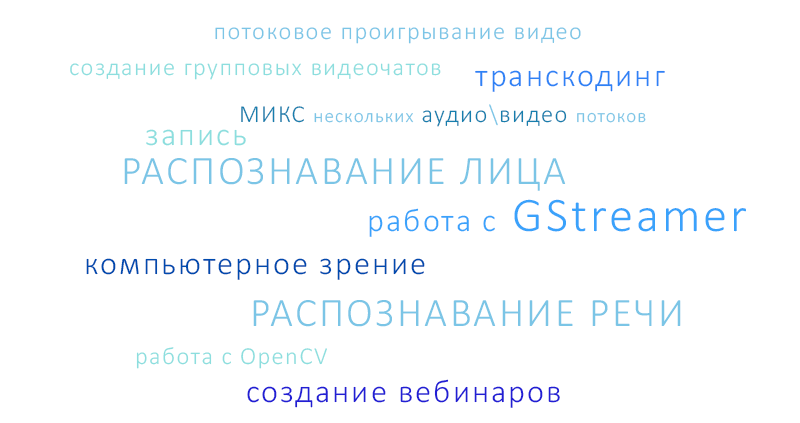 потоковое проигрывание видео
создание групповых видеочатов
транскодинг
МИКС нескольких аудио\видео потоков
запись
РАСПОЗНАВАНИЕ ЛИЦА
работа с GStreamer
компьютерное зрение
РАСПОЗНАВАНИЕ РЕЧИ
работа с OpenCV
создание вебинаров